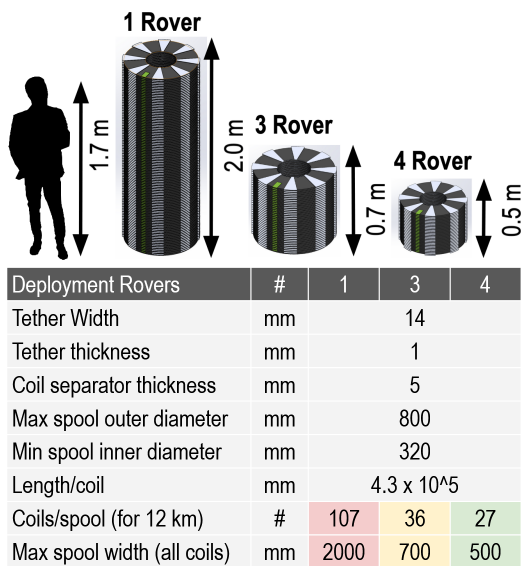 1 Rover
1.7 m
2.0 m
3 Rover
0.7 m
4 Rover
0.5 m
Deployment Rovers # 1 3 4
Tether Width mm 14
Tether thickness mm 1
Coil separator thickness mm 5
Max spool outer diameter mm 800
Min spool inner diameter mm 320
Length/coil mm 4.3 x 10^5
Coils/spool (for 12 km) # 107 36 27
Max spool width (all coils) mm 2000 700 500